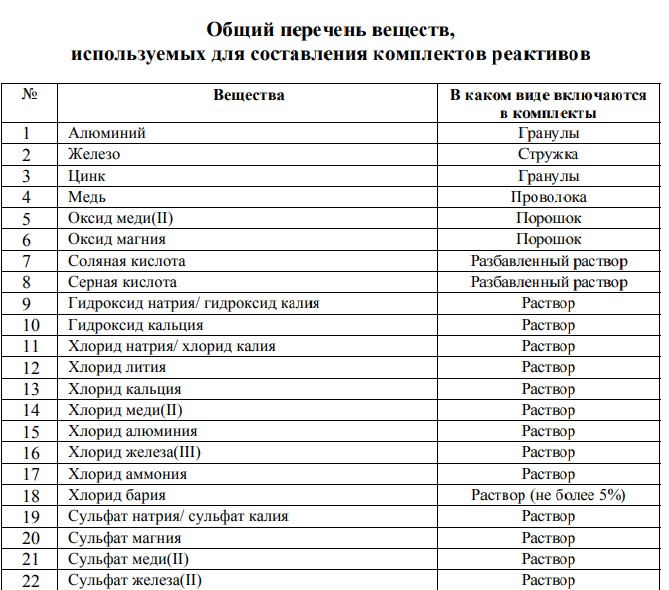 Общий перечень веществ,
используемых для составления комплектов реактивов
№ Вещества В каком виде включаются
в комплекты
1 Алюминий Гранулы
2 Железо Стружка
3 Цинк Гранулы
4 Медь Проволока
5 Оксид меди(II) Порошок
6 Оксид магния Порошок
7 Соляная кислота Разбавленный раствор
8 Серная кислота Разбавленный раствор
9 Гидроксид натрия/ гидроксид калия Раствор
10 Гидроксид кальция Раствор
11 Хлорид натрия/ хлорид калия Раствор
12 Хлорид лития Раствор
13 Хлорид кальция Раствор
14 Хлорид меди(II) Раствор
15 Хлорид алюминия Раствор
16 Хлорид железа(III) Раствор
17 Хлорид аммония Раствор
18 Хлорид бария Раствор (не более 5%)
19 Сульфат натрия/ сульфат калия Раствор
20 Сульфат магния Раствор
21 Сульфат меди(II) Раствор
22 Сульфат железа(II) Раствор